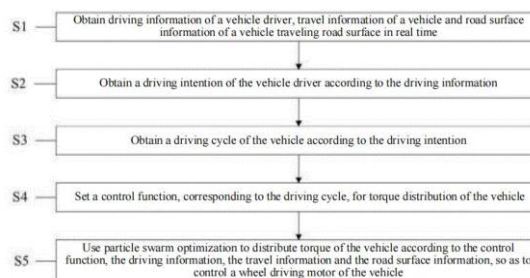 S1
Obtain driving information of a vehicle driver, travel information of a vehicle and road surface
information of a vehicle traveling road surface in real time
S2
Obtain a driving intention of the vehicle driver according to the driving information
S3
Obtain a driving cycle of the vehicle according to the driving intention
S4
Set a control function, corresponding to the driving cycle, for torque distribution of the vehicle
S5
Use particle swarm optimization to distribute torque of the vehicle according to the control
function, the driving information, the travel information and the road surface information, so as to
control a wheel driving motor of the vehicle